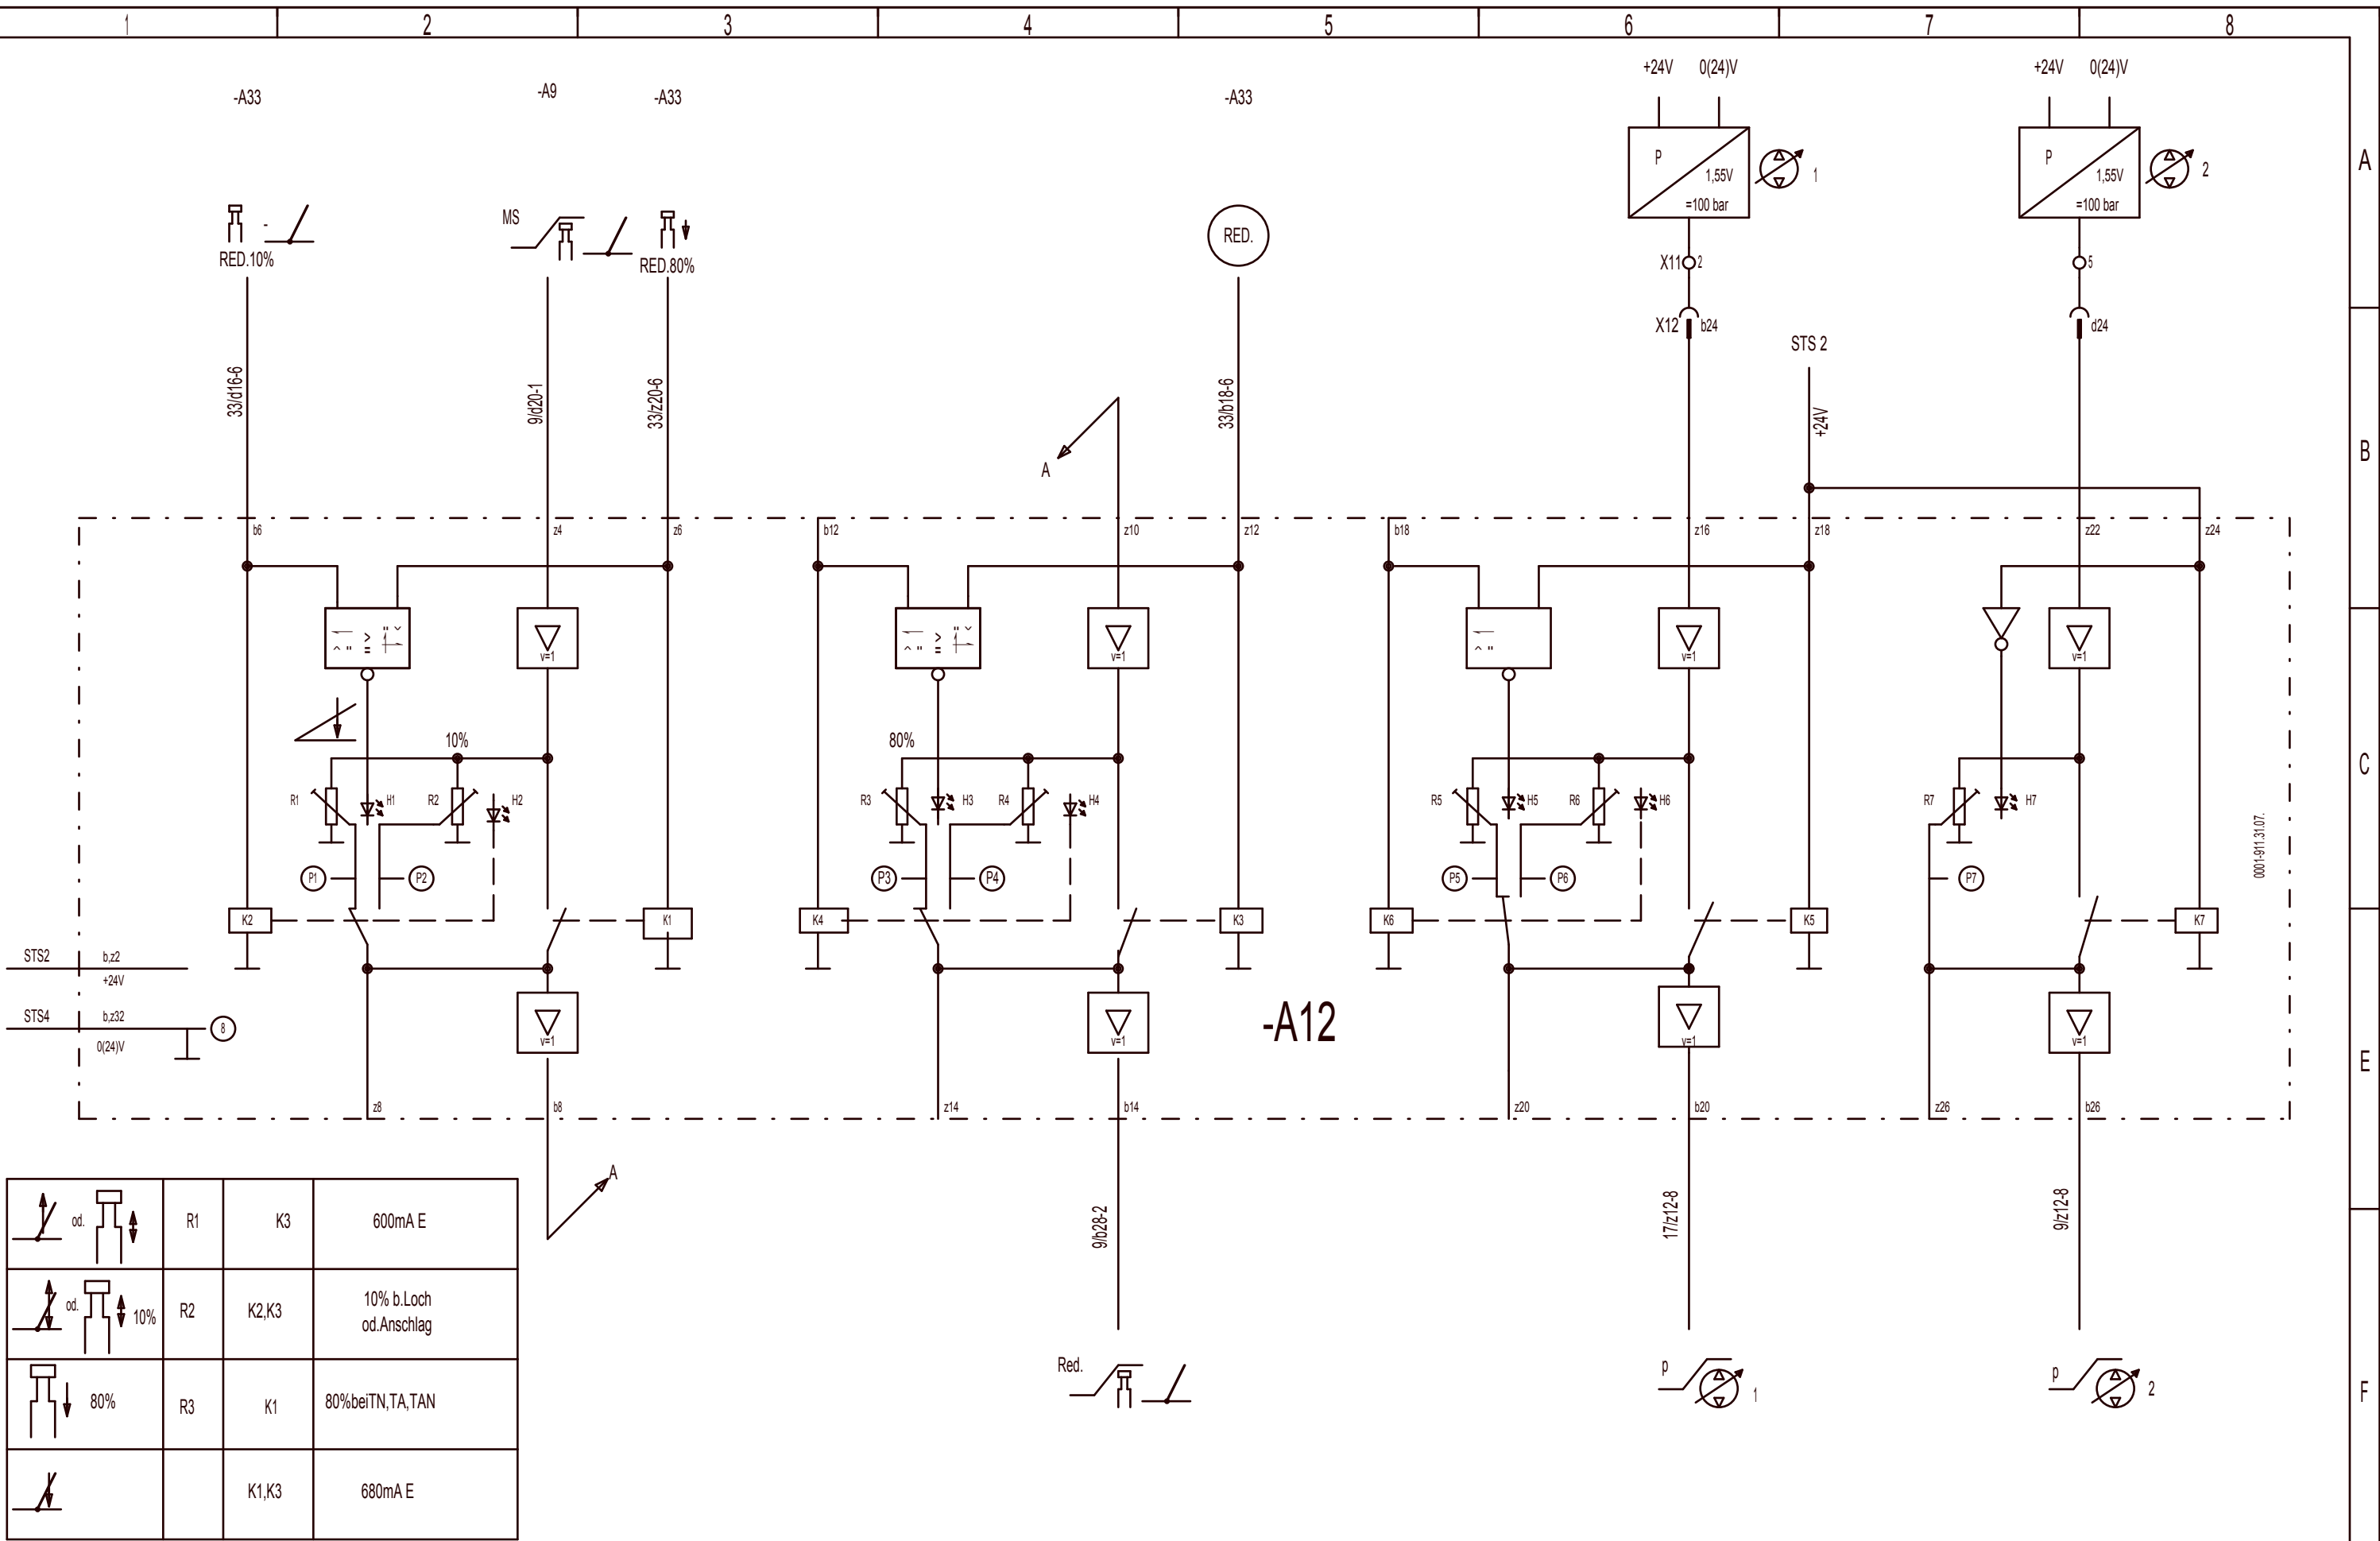 1 2 3 4 5 6 7 8
+24V 0(24)V +24V 0(24)V
-A33 -A9 -A33 -A33
A
P 1,55V =100 bar 1
P 1,55V =100 bar 2
MS
RED.10% RED.80% RED.
X11 2 5
X12 b24 d24
STS 2
33/d16-6 9/d20-1 33/z20-6 33/b18-6 +24V
B
A
b6 z4 z6 b12 z10 z12 b18 z16 z18 z22 z24
v=1 v=1 v=1 v=1
10% 80%
C
R1 H1 R2 H2 R3 H3 R4 H4 R5 H5 R6 H6 R7 H7
0001-911.31.07.
P1 P2 P3 P4 P5 P6 P7
K2 K1 K4 K3 K6 K5 K7
STS2 b,z2
+24V
STS4 b,z32 8
0(24)V
-A12
v=1 v=1 v=1 v=1
E
z8 b8 z14 b14 z20 b20 z26 b26
A
9/b28-2 17/z12-8 9/z12-8
od. R1 K3 600mA E
od. 10% R2 K2,K3 10% b.Loch
od.Anschlag
80% R3 K1 80%beiTN,TA,TAN
K1,K3 680mA E
Red. p 1 p 2
F